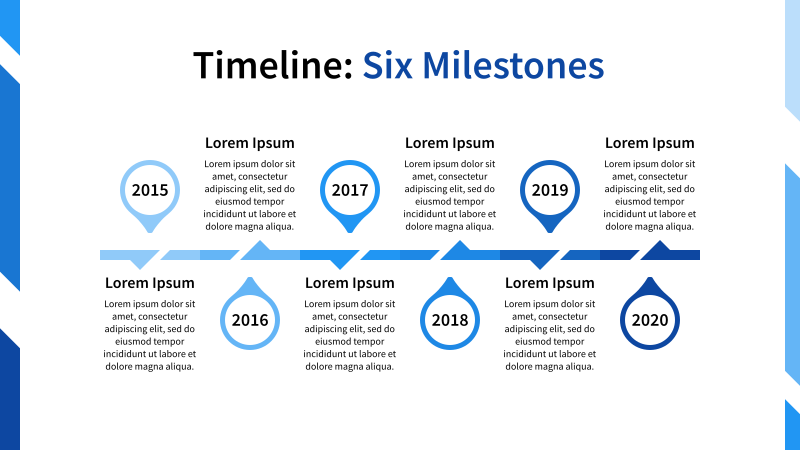 Timeline: Six Milestones
2015
Lorem Ipsum
Lorem ipsum dolor sit
amet, consectetur
adipiscing elit, sed do
eiusmod tempor
incididunt ut labore et
dolore magna aliqua.
2017
Lorem Ipsum
Lorem ipsum dolor sit
amet, consectetur
adipiscing elit, sed do
eiusmod tempor
incididunt ut labore et
dolore magna aliqua.
2019
Lorem Ipsum
Lorem ipsum dolor sit
amet, consectetur
adipiscing elit, sed do
eiusmod tempor
incididunt ut labore et
dolore magna aliqua.
Lorem Ipsum
Lorem ipsum dolor sit
amet, consectetur
adipiscing elit, sed do
eiusmod tempor
incididunt ut labore et
dolore magna aliqua.
2016
Lorem Ipsum
Lorem ipsum dolor sit
amet, consectetur
adipiscing elit, sed do
eiusmod tempor
incididunt ut labore et
dolore magna aliqua.
2018
Lorem Ipsum
Lorem ipsum dolor sit
amet, consectetur
adipiscing elit, sed do
eiusmod tempor
incididunt ut labore et
dolore magna aliqua.
2020